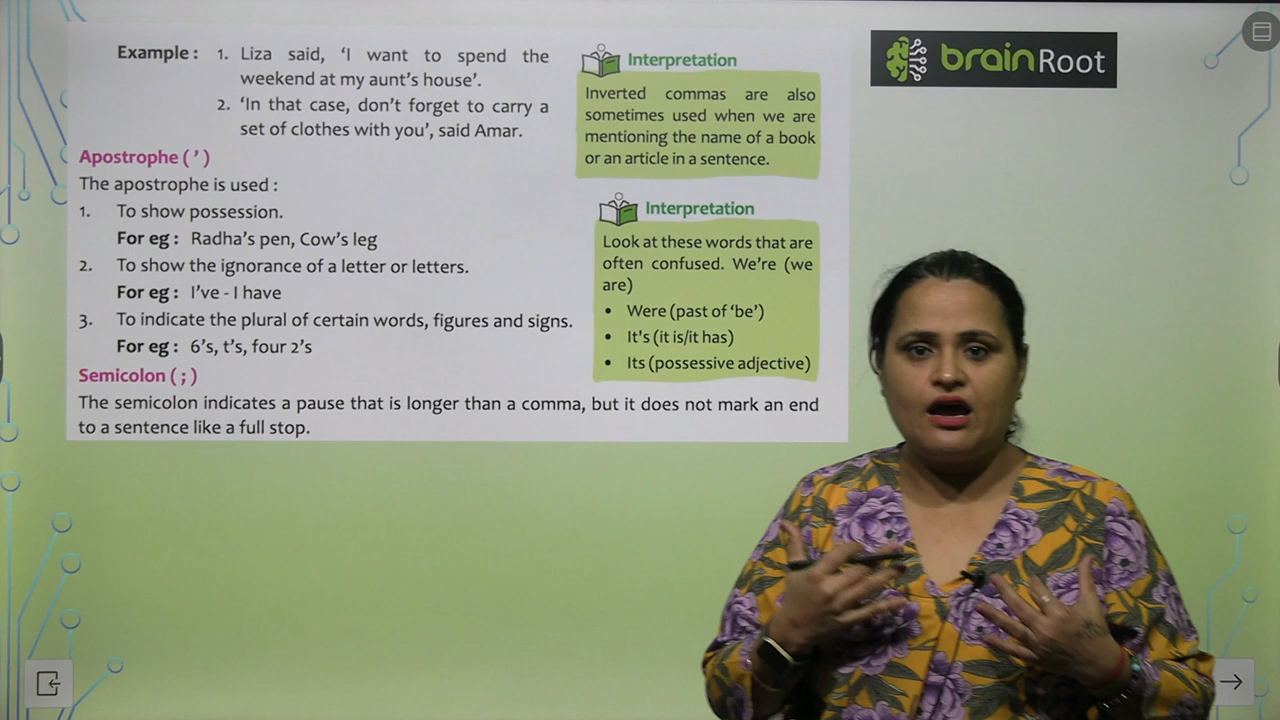 Example : 1. Liza said, ‘I want to spend the
weekend at my aunt’s house’.
2. ‘In that case, don’t forget to carry a
set of clothes with you’, said Amar.
Apostrophe ( ’ )
The apostrophe is used :
1. To show possession.
For eg : Radha’s pen, Cow’s leg
2. To show the ignorance of a letter or letters.
For eg : I’ve - I have
3. To indicate the plural of certain words, figures and signs.
For eg : 6’s, t’s, four 2’s
Semicolon ( ; )
The semicolon indicates a pause that is longer than a comma, but it does not mark an end
to a sentence like a full stop.
Interpretation
Inverted commas are also
sometimes used when we are
mentioning the name of a book
or an article in a sentence.
Interpretation
Look at these words that are
often confused. We’re (we
are)
• Were (past of ‘be’)
• It's (it is/it has)
• Its (possessive adjective)
brainRoot